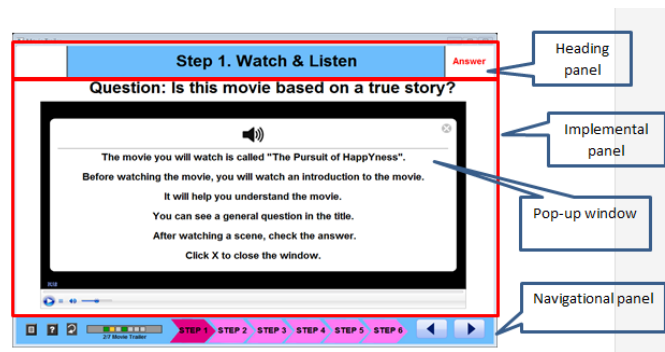 Step 1. Watch & Listen
Answer
Heading panel
Question: Is this movie based on a true story?
Implemental panel
The movie you will watch is called "The Pursuit of HappYness".
Before watching the movie, you will watch an introduction to the movie.
It will help you understand the movie.
You can see a general question in the title.
After watching a scene, check the answer.
Click X to close the window.
Pop-up window
Navigational panel
2/7 Movie Trailer
STEP 1
STEP 2
STEP 3
STEP 4
STEP 5
STEP 6